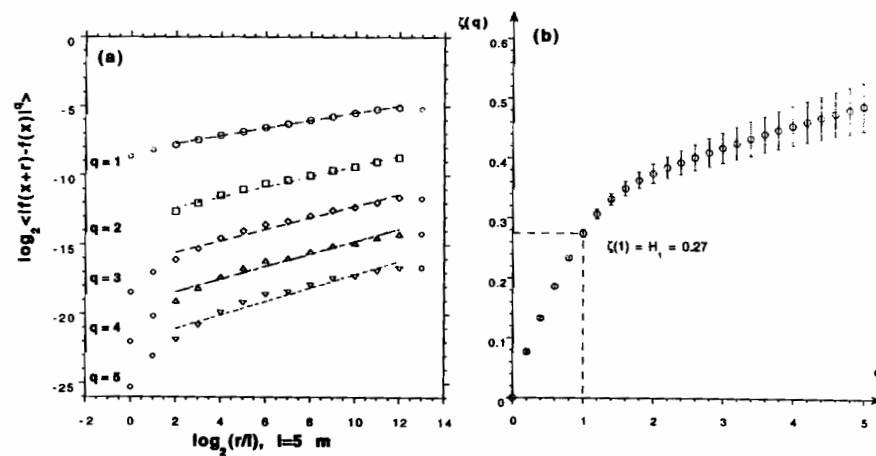 (a)
0
-5
-10
-15
-20
-25
q = 1
q = 2
q = 3
q = 4
q = 5
log2 <|f(x+r)-f(x)|^q>
-2 0 2 4 6 8 10 12 14
log2(r/l), l=5 m
ζ(q)
(b)
0.6
0.5
0.4
0.3
0.2
0.1
0
ζ(1) = H1 = 0.27
0 1 2 3 4 5